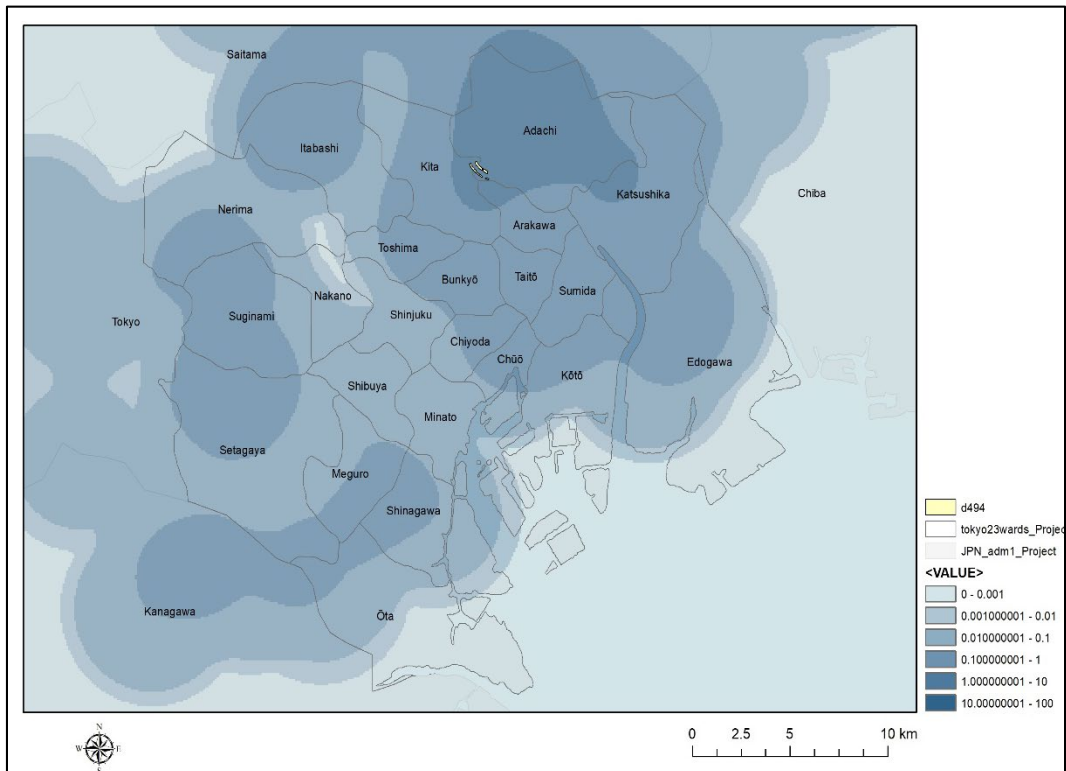 Saitama
Adachi
Itabashi
Kita
Katsushika
Chiba
Nerima
Arakawa
Toshima
Bunkyō
Taitō
Sumida
Nakano
Suginami
Shinjuku
Tokyo
Chiyoda
Chūō
Edogawa
Kōtō
Shibuya
Minato
Setagaya
Meguro
Shinagawa
Kanagawa
Ōta
d494
tokyo23wards_Projec
JPN_adm1_Project
<VALUE>
0 - 0.001
0.001000001 - 0.01
0.010000001 - 0.1
0.100000001 - 1
1.000000001 - 10
10.00000001 - 100
N
W E
S
0 2.5 5 10 km